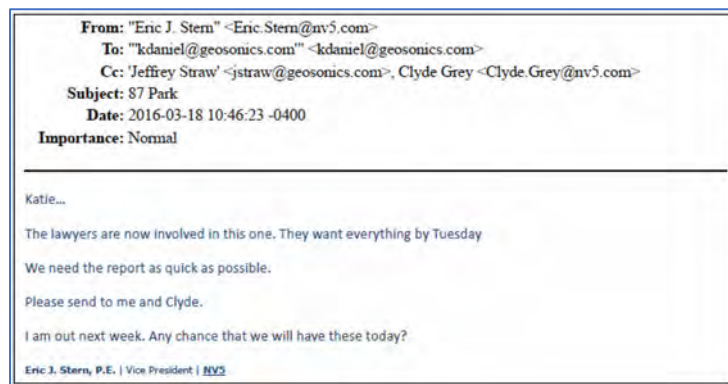 From: "Eric J. Stern" <Eric.Stern@nv5.com>
To: "'kdaniel@geosonics.com'" <kdaniel@geosonics.com>
Cc: 'Jeffrey Straw' <jstraw@geosonics.com>, Clyde Grey <Clyde.Grey@nv5.com>
Subject: 87 Park
Date: 2016-03-18 10:46:23 -0400
Importance: Normal
Katie...
The lawyers are now involved in this one. They want everything by Tuesday
We need the report as quick as possible.
Please send to me and Clyde.
I am out next week. Any chance that we will have these today?
Eric J. Stern, P.E. | Vice President | NV5